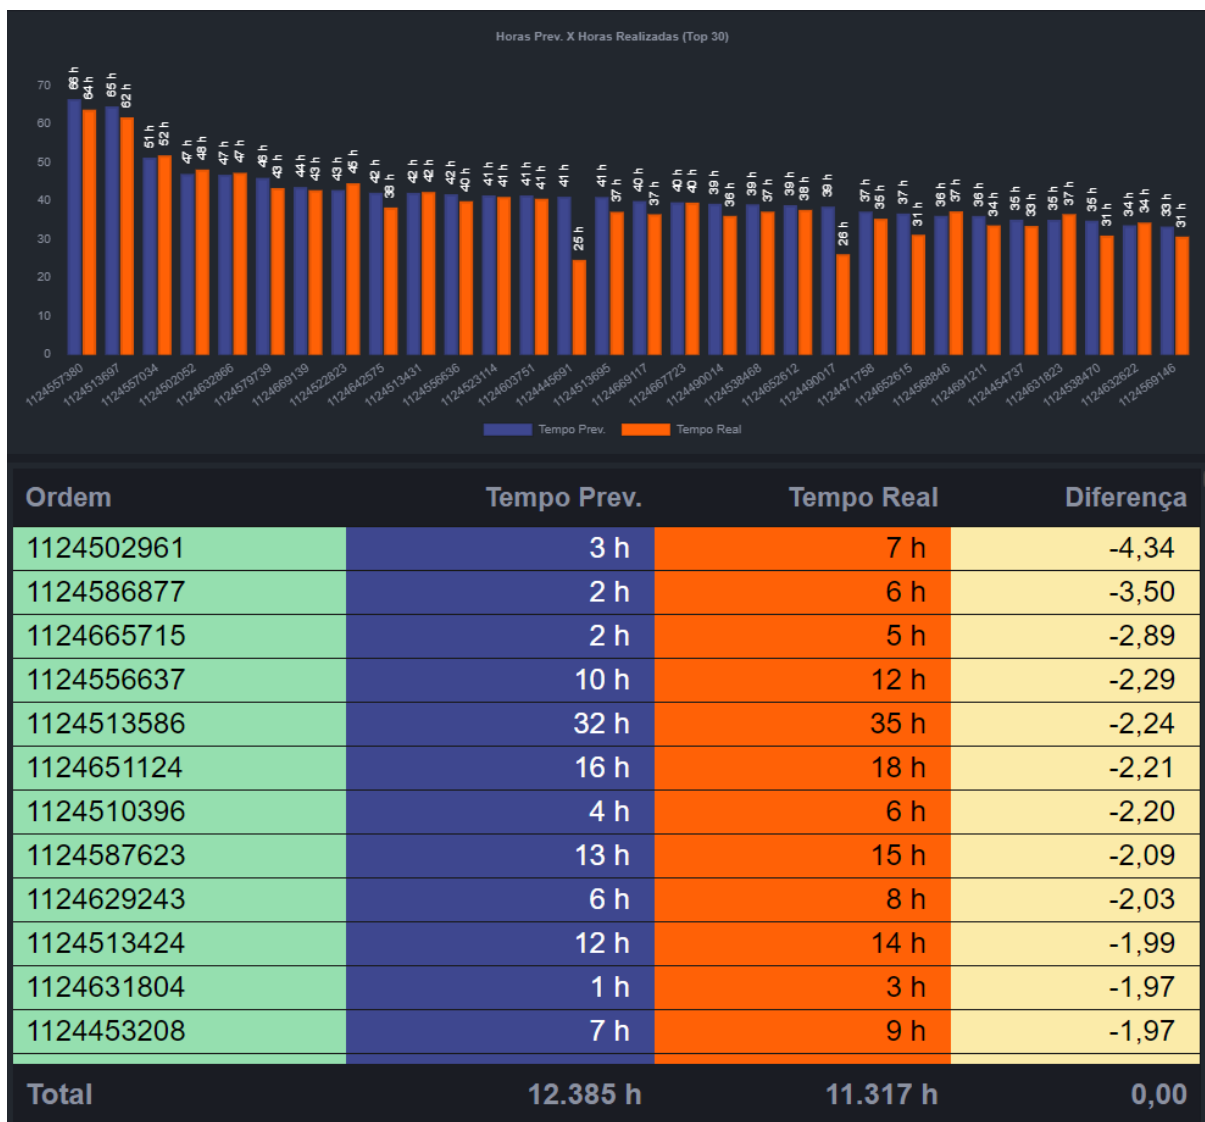 Horas Prev. X Horas Realizadas (Top 30)
70
60
50
40
30
20
10
0
66 h 64 h 65 h 62 h 51 h 52 h 47 h 48 h 47 h 47 h 46 h 43 h 44 h 43 h 43 h 45 h 42 h 38 h 42 h 42 h 42 h 40 h 41 h 41 h 41 h 41 h 41 h 25 h 41 h 37 h 40 h 37 h 40 h 40 h 39 h 36 h 39 h 37 h 39 h 38 h 39 h 26 h 37 h 35 h 37 h 31 h 36 h 37 h 36 h 34 h 35 h 33 h 35 h 37 h 35 h 31 h 34 h 34 h 33 h 31 h
1124557380 1124513697 1124557034 1124502052 1124632866 1124579739 1124669139 1124522823 1124642575 1124513431 1124556636 1124523114 1124603751 1124445691 1124513695 1124669117 1124667723 1124490014 1124538468 1124652612 1124490017 1124471758 1124652615 1124568846 1124691211 1124454737 1124631823 1124538470 1124632622 1124569146
Tempo Prev. Tempo Real
Ordem Tempo Prev. Tempo Real Diferença
1124502961 3 h 7 h -4,34
1124586877 2 h 6 h -3,50
1124665715 2 h 5 h -2,89
1124556637 10 h 12 h -2,29
1124513586 32 h 35 h -2,24
1124651124 16 h 18 h -2,21
1124510396 4 h 6 h -2,20
1124587623 13 h 15 h -2,09
1124629243 6 h 8 h -2,03
1124513424 12 h 14 h -1,99
1124631804 1 h 3 h -1,97
1124453208 7 h 9 h -1,97
Total 12.385 h 11.317 h 0,00